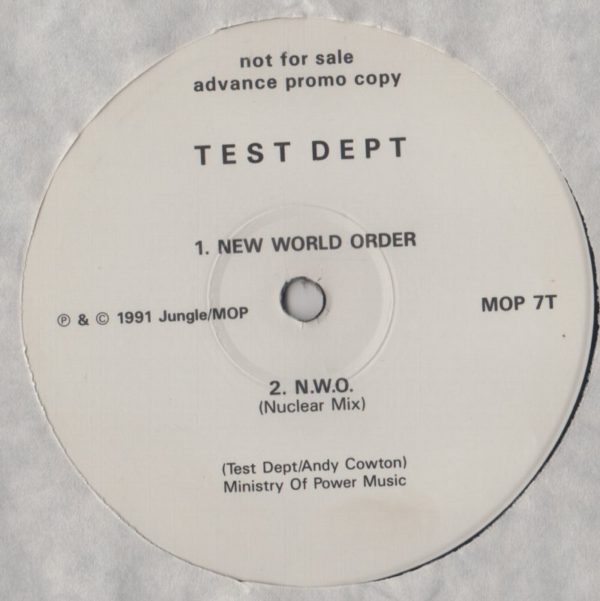 not for sale
advance promo copy
TEST DEPT
1. NEW WORLD ORDER
℗ & © 1991 Jungle/MOP
MOP 7T
2. N.W.O.
(Nuclear Mix)
(Test Dept/Andy Cowton)
Ministry Of Power Music